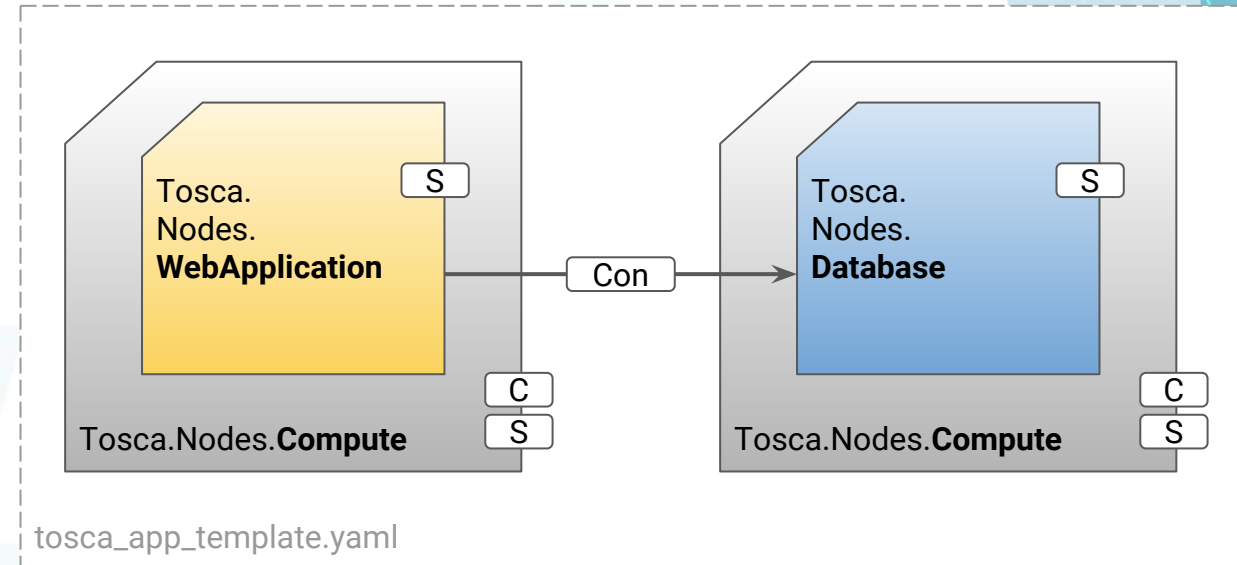 Tosca.
Nodes.
WebApplication
S
Con
C
S
Tosca.Nodes.Compute
Tosca.
Nodes.
Database
S
C
S
Tosca.Nodes.Compute
tosca_app_template.yaml